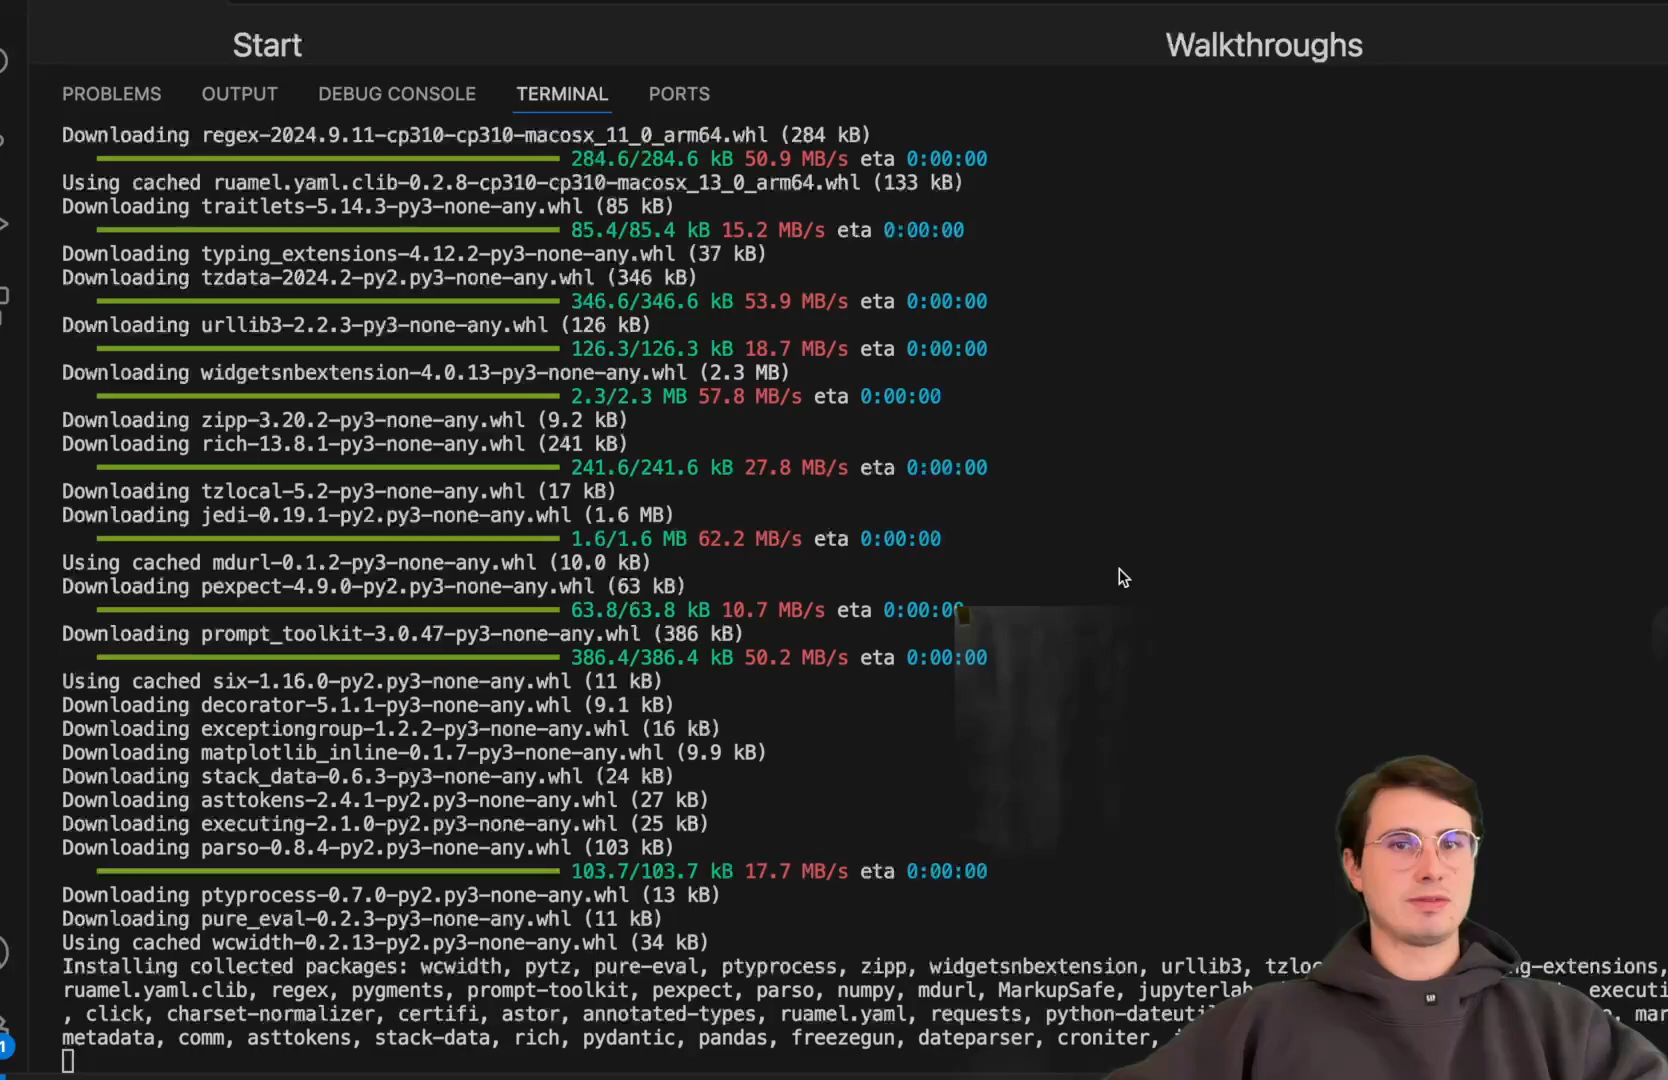 Start
Walkthroughs
PROBLEMS OUTPUT DEBUG CONSOLE TERMINAL PORTS
Downloading regex-2024.9.11-cp310-cp310-macosx_11_0_arm64.whl (284 kB)
284.6/284.6 kB 50.9 MB/s eta 0:00:00
Using cached ruamel.yaml.clib-0.2.8-cp310-cp310-macosx_13_0_arm64.whl (133 kB)
Downloading traitlets-5.14.3-py3-none-any.whl (85 kB)
85.4/85.4 kB 15.2 MB/s eta 0:00:00
Downloading typing_extensions-4.12.2-py3-none-any.whl (37 kB)
Downloading tzdata-2024.2-py2.py3-none-any.whl (346 kB)
346.6/346.6 kB 53.9 MB/s eta 0:00:00
Downloading urllib3-2.2.3-py3-none-any.whl (126 kB)
126.3/126.3 kB 18.7 MB/s eta 0:00:00
Downloading widgetsnbextension-4.0.13-py3-none-any.whl (2.3 MB)
2.3/2.3 MB 57.8 MB/s eta 0:00:00
Downloading zipp-3.20.2-py3-none-any.whl (9.2 kB)
Downloading rich-13.8.1-py3-none-any.whl (241 kB)
241.6/241.6 kB 27.8 MB/s eta 0:00:00
Downloading tzlocal-5.2-py3-none-any.whl (17 kB)
Downloading jedi-0.19.1-py2.py3-none-any.whl (1.6 MB)
1.6/1.6 MB 62.2 MB/s eta 0:00:00
Using cached mdurl-0.1.2-py3-none-any.whl (10.0 kB)
Downloading pexpect-4.9.0-py2.py3-none-any.whl (63 kB)
63.8/63.8 kB 10.7 MB/s eta 0:00:00
Downloading prompt_toolkit-3.0.47-py3-none-any.whl (386 kB)
386.4/386.4 kB 50.2 MB/s eta 0:00:00
Using cached six-1.16.0-py2.py3-none-any.whl (11 kB)
Downloading decorator-5.1.1-py3-none-any.whl (9.1 kB)
Downloading exceptiongroup-1.2.2-py3-none-any.whl (16 kB)
Downloading matplotlib_inline-0.1.7-py3-none-any.whl (9.9 kB)
Downloading stack_data-0.6.3-py3-none-any.whl (24 kB)
Downloading asttokens-2.4.1-py2.py3-none-any.whl (27 kB)
Downloading executing-2.1.0-py2.py3-none-any.whl (25 kB)
Downloading parso-0.8.4-py2.py3-none-any.whl (103 kB)
103.7/103.7 kB 17.7 MB/s eta 0:00:00
Downloading ptyprocess-0.7.0-py2.py3-none-any.whl (13 kB)
Downloading pure_eval-0.2.3-py3-none-any.whl (11 kB)
Using cached wcwidth-0.2.13-py2.py3-none-any.whl (34 kB)
Installing collected packages: wcwidth, pytz, pure-eval, ptyprocess, zipp, widgetsnbextension, urllib3, tzlo g-extensions,
ruamel.yaml.clib, regex, pygments, prompt-toolkit, pexpect, parso, numpy, mdurl, MarkupSafe, jupyterlab executi
, click, charset-normalizer, certifi, astor, annotated-types, ruamel.yaml, requests, python-dateuti , mar
metadata, comm, asttokens, stack-data, rich, pydantic, pandas, freezegun, dateparser, croniter,
1